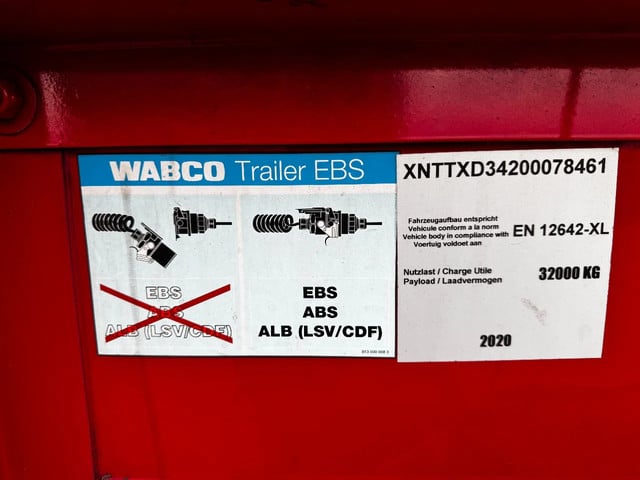 WABCO Trailer EBS
EBS
ABS
ALB (LSV/CDF)
EBS
ABS
ALB (LSV/CDF)
XNTTXD34200078461
Fahrzeugaufbau entspricht
Vehicule conform a la norm
Vehicle body in compliance with
Voertuig voldoet aan
EN 12642-XL
Nutzlast / Charge Utile
Payload / Laadvermogen
32000 KG
2020